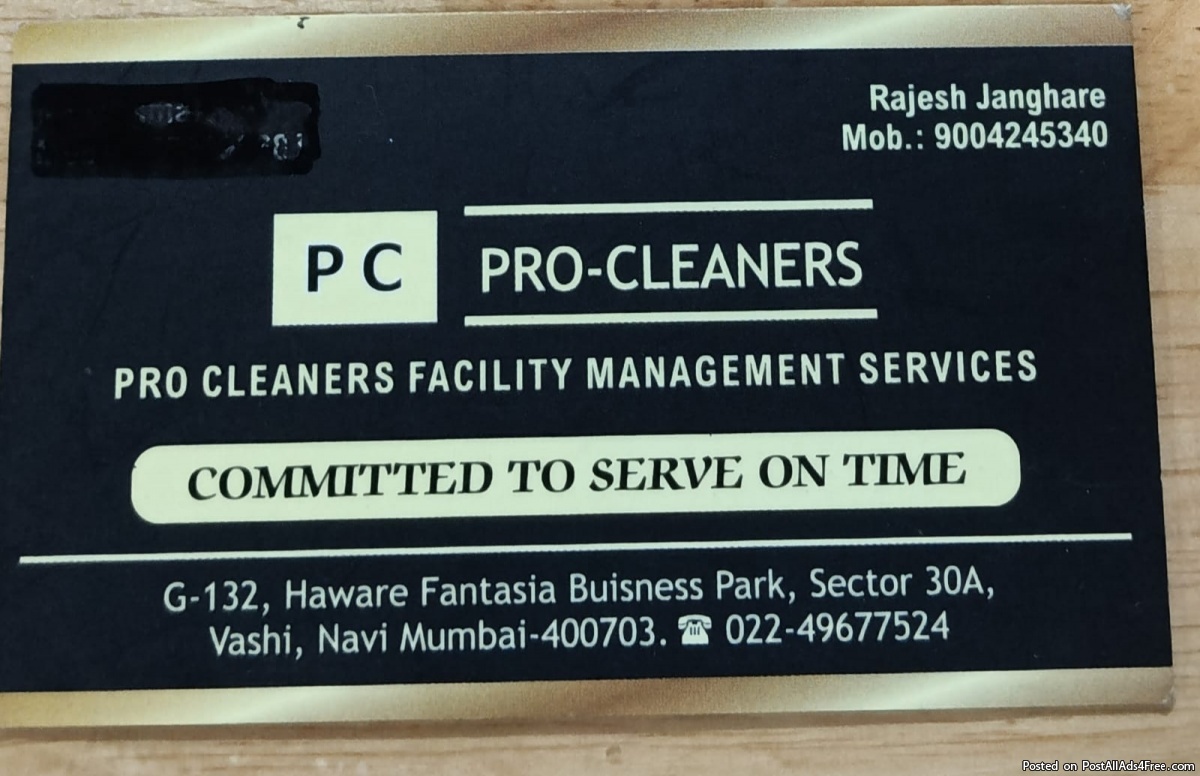 Rajesh Janghare
Mob.: 9004245340
P C
PRO-CLEANERS
PRO CLEANERS FACILITY MANAGEMENT SERVICES
COMMITTED TO SERVE ON TIME
G-132, Haware Fantasia Buisness Park, Sector 30A,
Vashi, Navi Mumbai-400703. ☎ 022-49677524
Posted on PostAllAds4Free.com